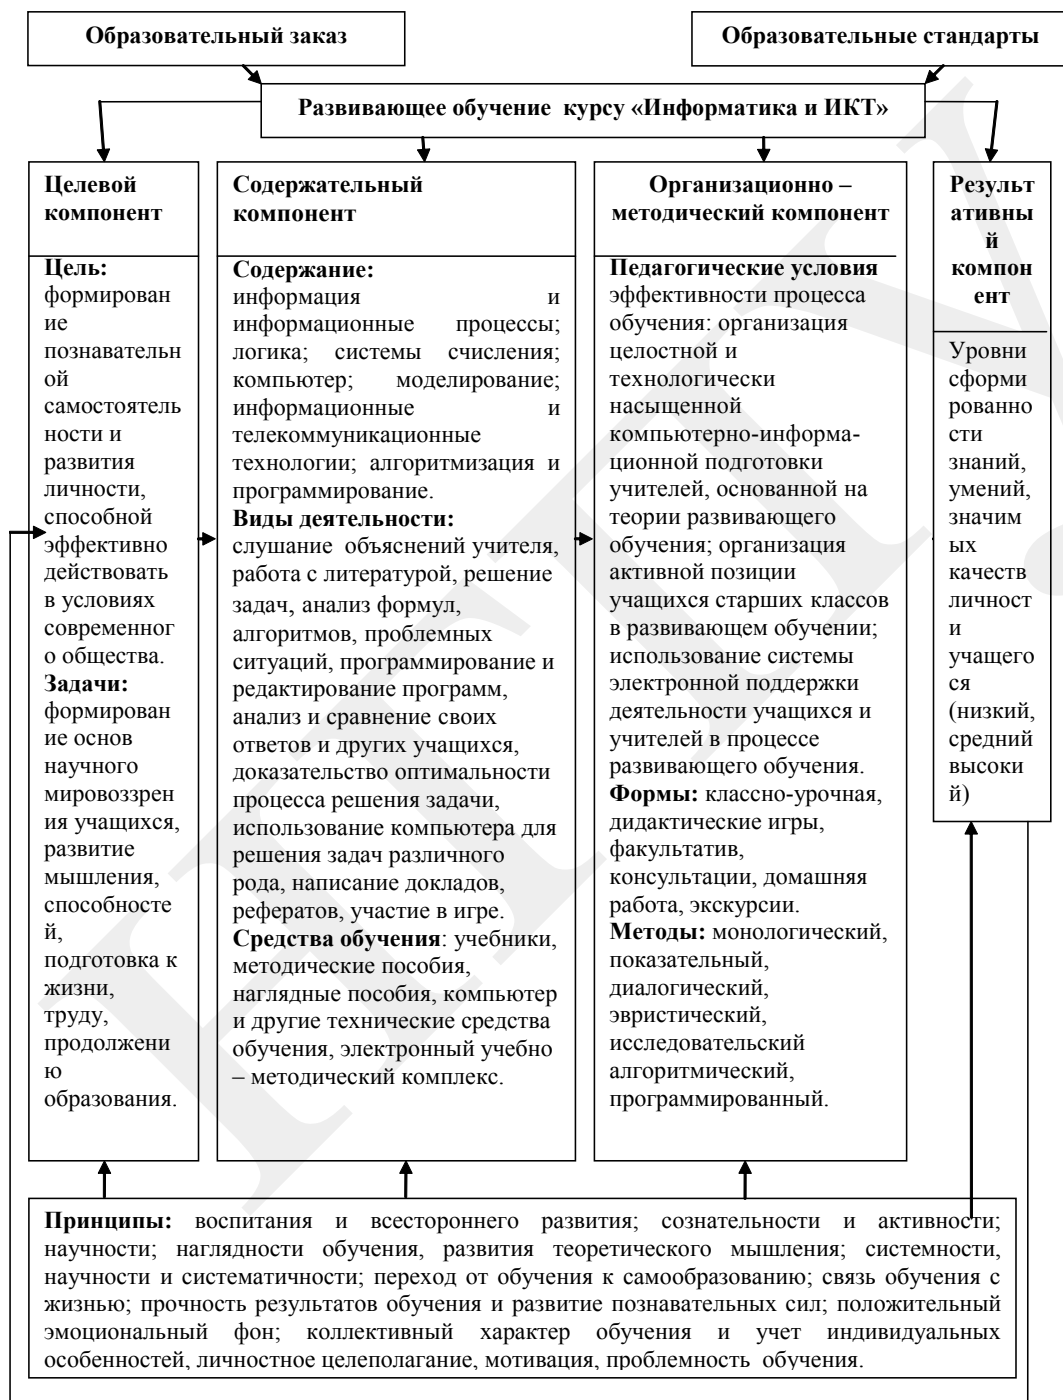 Образовательный заказ
Образовательные стандарты
Развивающее обучение курсу «Информатика и ИКТ»
Целевой
компонент
Цель:
формирован
ие
познавательн
ой
самостоятель
ности и
развития
личности,
способной
эффективно
действовать
в условиях
современног
о общества.
Задачи:
формирован
ие основ
научного
мировоззрен
ия учащихся,
развитие
мышления,
способносте
й,
подготовка к
жизни,
труду,
продолжени
ю
образования.
Содержательный
компонент
Содержание:
информация и
информационные процессы;
логика; системы счисления;
компьютер; моделирование;
информационные и
телекоммуникационные
технологии; алгоритмизация и
программирование.
Виды деятельности:
слушание объяснений учителя,
работа с литературой, решение
задач, анализ формул,
алгоритмов, проблемных
ситуаций, программирование и
редактирование программ,
анализ и сравнение своих
ответов и других учащихся,
доказательство оптимальности
процесса решения задачи,
использование компьютера для
решения задач различного
рода, написание докладов,
рефератов, участие в игре.
Средства обучения: учебники,
методические пособия,
наглядные пособия, компьютер
и другие технические средства
обучения, электронный учебно
– методический комплекс.
Организационно –
методический компонент
Педагогические условия
эффективности процесса
обучения: организация
целостной и
технологически
насыщенной
компьютерно-информа-
ционной подготовки
учителей, основанной на
теории развивающего
обучения; организация
активной позиции
учащихся старших классов
в развивающем обучении;
использование системы
электронной поддержки
деятельности учащихся и
учителей в процессе
развивающего обучения.
Формы: классно-урочная,
дидактические игры,
факультатив,
консультации, домашняя
работа, экскурсии.
Методы: монологический,
показательный,
диалогический,
эвристический,
исследовательский
алгоритмический,
программированный.
Результ
ативны
й
компон
ент
Уровни
сформи
рованно
сти
знаний,
умений,
значим
ых
качеств
личност
и
учащего
ся
(низкий,
средний
высоки
й)
Принципы: воспитания и всестороннего развития; сознательности и активности;
научности; наглядности обучения, развития теоретического мышления; системности,
научности и систематичности; переход от обучения к самообразованию; связь обучения с
жизнью; прочность результатов обучения и развитие познавательных сил; положительный
эмоциональный фон; коллективный характер обучения и учет индивидуальных
особенностей, личностное целеполагание, мотивация, проблемность обучения.